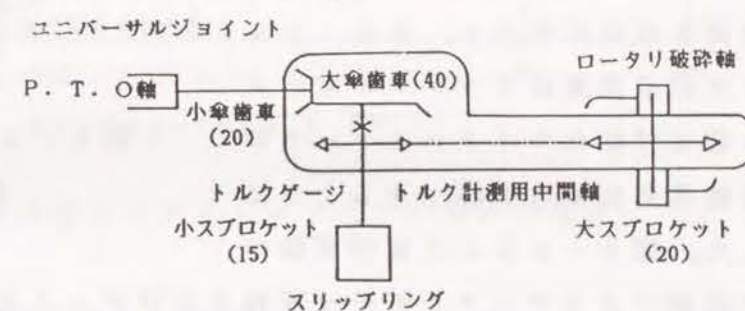 ユニバーサルジョイント
P.T.O軸
小傘歯車
(20)
大傘歯車(40)
ロータリ破砕軸
トルクゲージ
トルク計測用中間軸
小スプロケット
(15)
大スプロケット
(20)
スリップリング